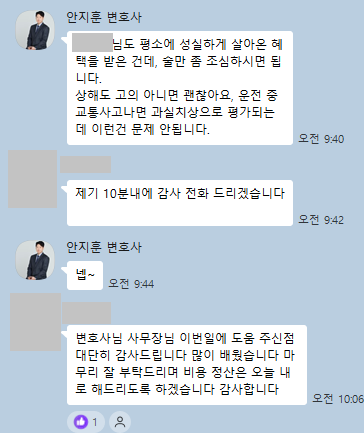 안지훈 변호사
님도 평소에 성실하게 살아온 혜
택을 받은 건데, 술만 좀 조심하시면 됩
니다.
상해도 고의 아니면 괜찮아요, 운전 중
교통사고나면 과실치상으로 평가되는
데 이런건 문제 안됩니다.
오전 9:40
제기 10분내에 감사 전화 드리겠습니다
오전 9:42
안지훈 변호사
넵~
오전 9:44
변호사님 사무장님 이번일에 도움 주신점
대단히 감사드립니다 많이 배웠습니다 마
무리 잘 부탁드리며 비용 정산은 오늘 내
로 해드리도록 하겠습니다 감사합니다
오전 10:06
1